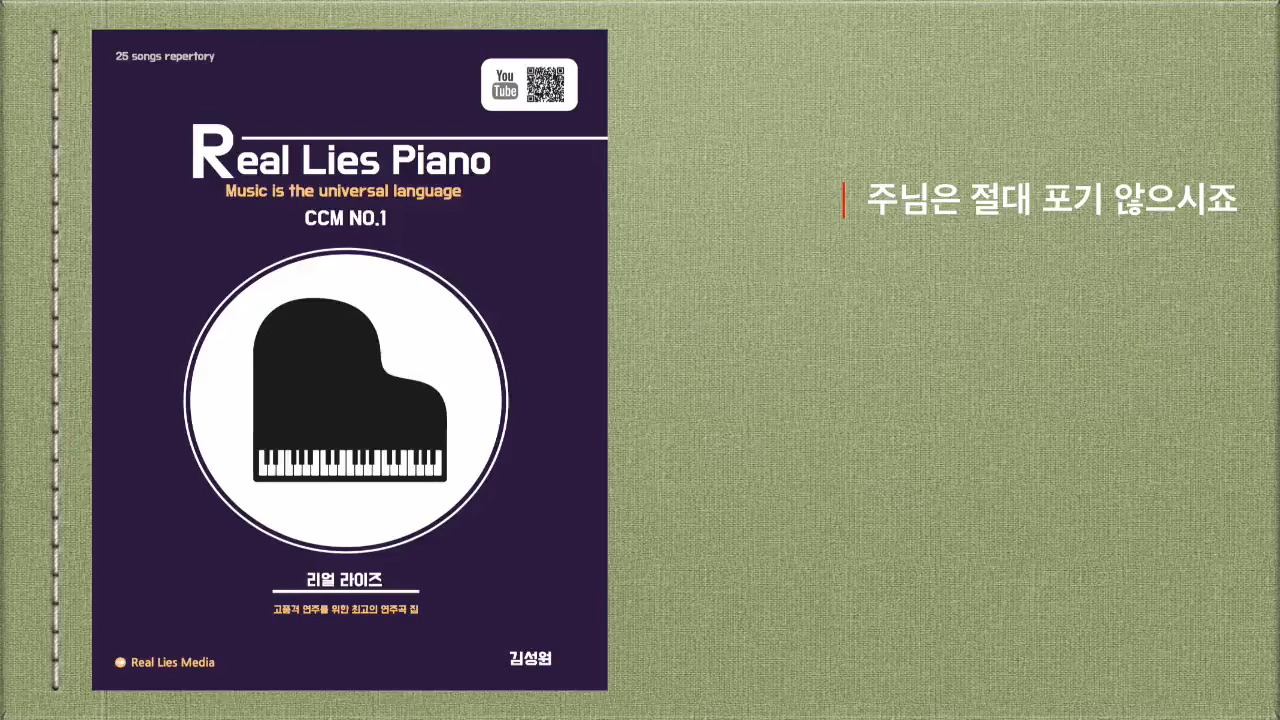 25 songs repertory
You
Tube
Real Lies Piano
Music is the universal language
CCM NO.1
리얼 라이즈
고품격 연주를 위한 최고의 연주곡 집
Real Lies Media
김성원
주님은 절대 포기 않으시죠